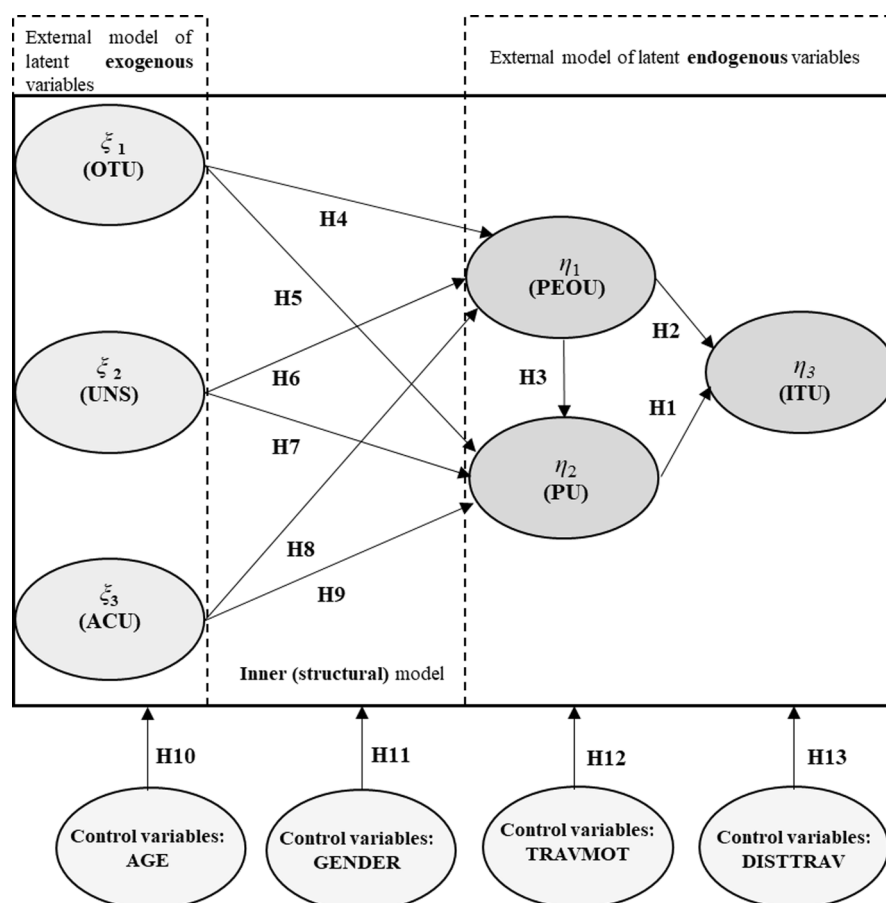 External model of
latent exogenous
variables
External model of latent endogenous variables
ξ 1
(OTU)
H4
η1
(PEOU)
H5
H2
ξ 2
(UNS)
H6
H3
η3
(ITU)
H7
H1
η2
(PU)
H8
ξ3
(ACU)
H9
Inner (structural) model
H10
H11
H12
H13
Control variables:
AGE
Control variables:
GENDER
Control variables:
TRAVMOT
Control variables:
DISTTRAV